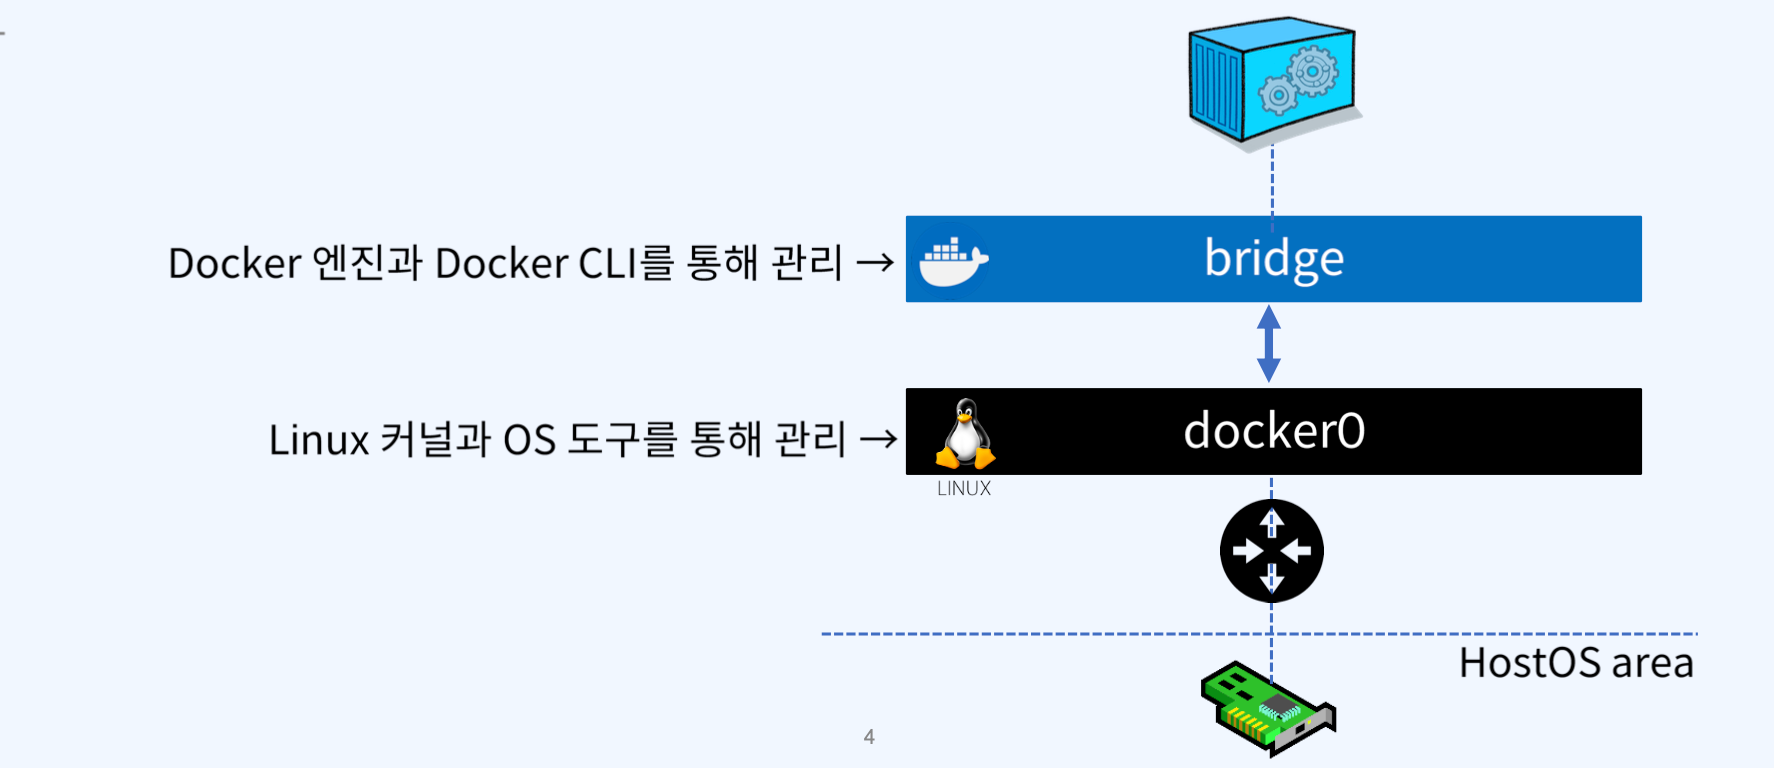 Docker 엔진과 Docker CLI를 통해 관리 →
bridge
Linux 커널과 OS 도구를 통해 관리 →
docker0
LINUX
HostOS area
4